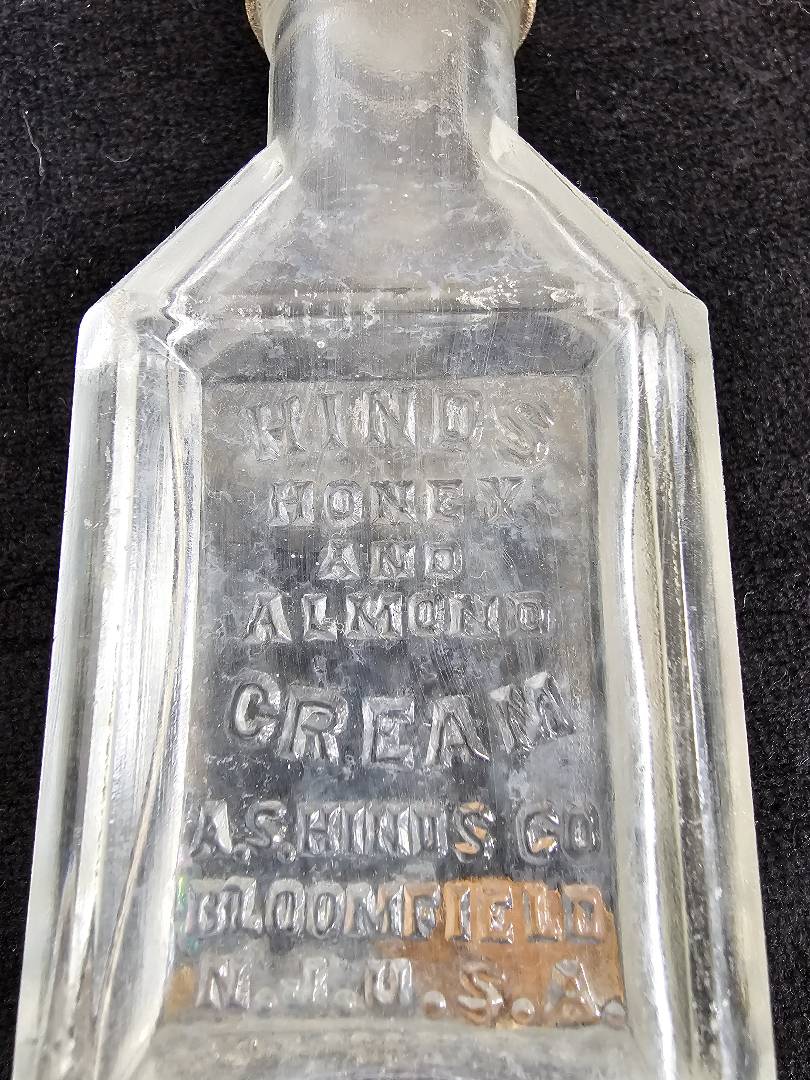 HINDS
HONEY
AND
ALMOND
CREAM
A.S.HINDS CO
BLOOMFIELD
N.J.U.S.A.